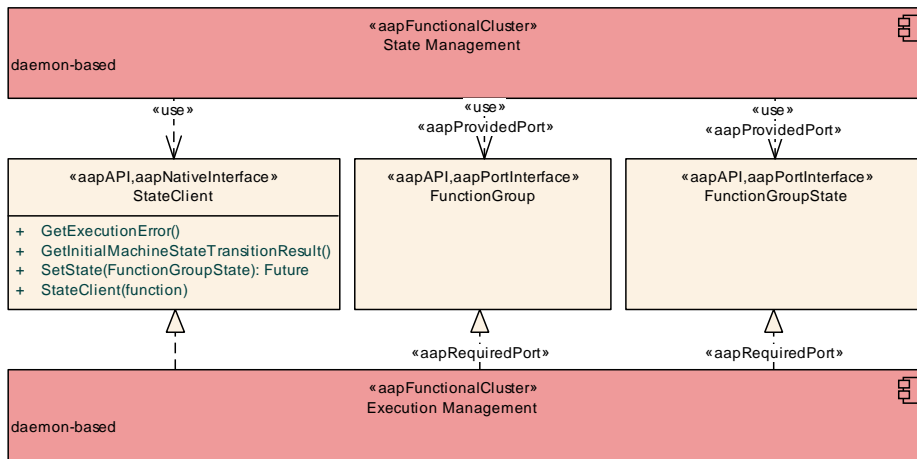 «aapFunctionalCluster»
State Management
daemon-based
«use»
«use»
«aapProvidedPort»
«use»
«aapProvidedPort»
«aapAPI,aapNativeInterface»
StateClient
+ GetExecutionError()
+ GetInitialMachineStateTransitionResult()
+ SetState(FunctionGroupState): Future
+ StateClient(function)
«aapAPI,aapPortInterface»
FunctionGroup
«aapAPI,aapPortInterface»
FunctionGroupState
«aapRequiredPort»
«aapRequiredPort»
«aapFunctionalCluster»
Execution Management
daemon-based